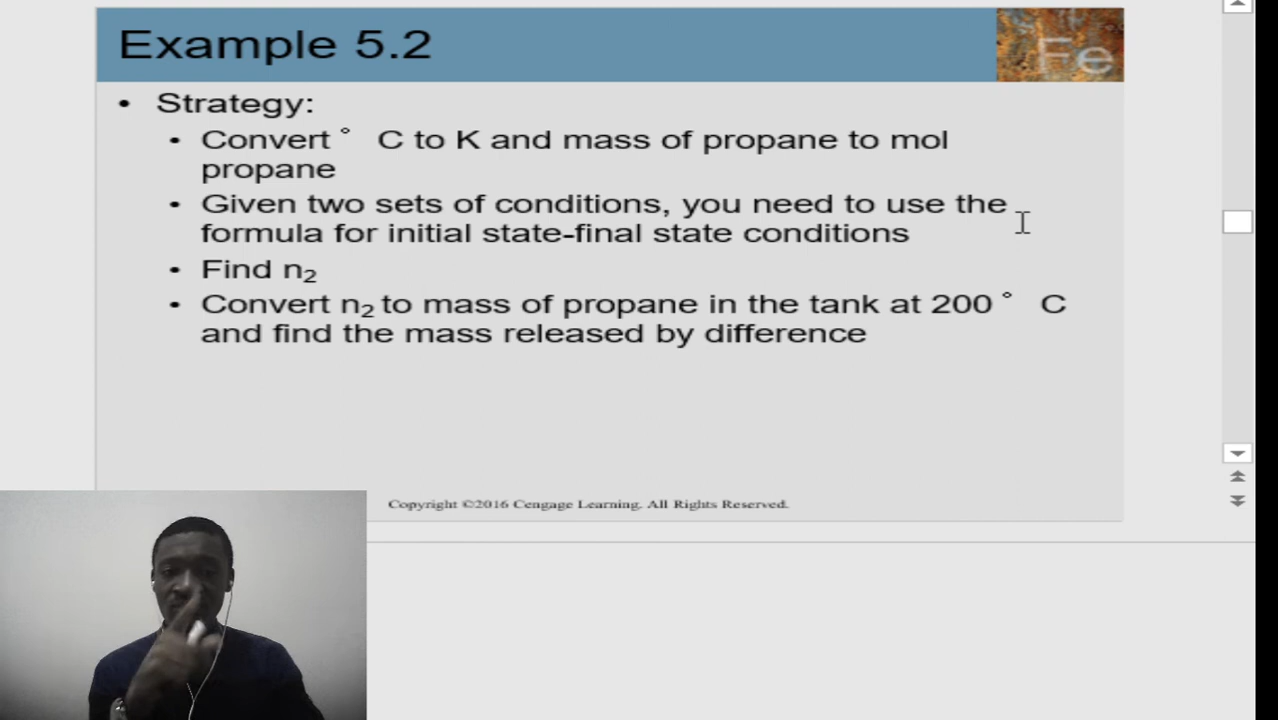 Example 5.2
Fe
• Strategy:
• Convert ° C to K and mass of propane to mol
propane
• Given two sets of conditions, you need to use the
formula for initial state-final state conditions
• Find n₂
• Convert n₂ to mass of propane in the tank at 200 ° C
and find the mass released by difference
Copyright ©2016 Cengage Learning. All Rights Reserved.